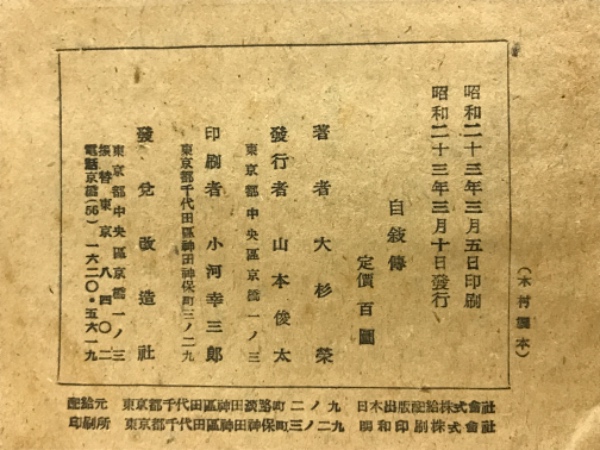 (木村製本)
昭和二十三年三月五日印刷
昭和二十三年三月十日發行
自敍傳
定價百圓
著者 大杉榮
發行者 山本俊太
東京都中央區京橋一ノ三
印刷者 小河幸三郎
東京都千代田區神田神保町三ノ二九
發兌 改造社
東京都中央區京橋一ノ三
振替東京八四〇二
電話京橋(56)一六二〇・五六一九
配給元 東京都千代田區神田淡路町二ノ九 日本出版配給株式會社
印刷所 東京都千代田區神田神保町三ノ二九 明和印刷株式會社